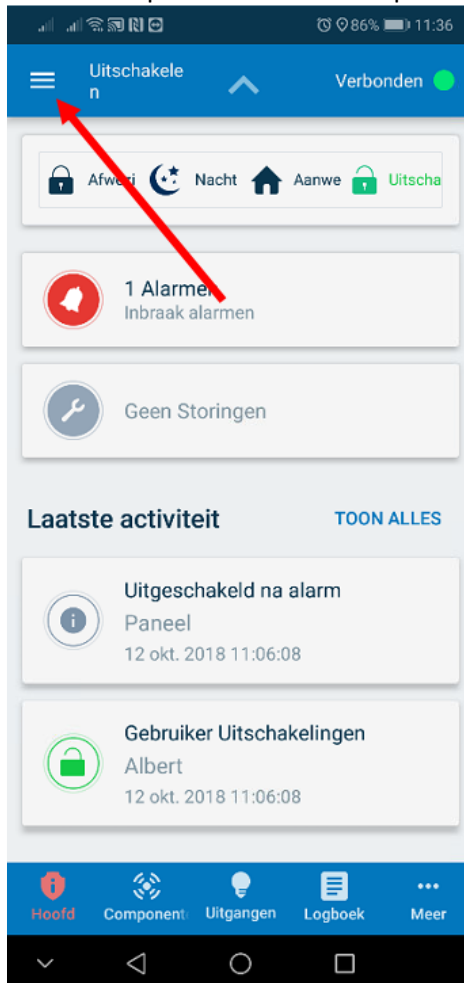 86% 11:36
Uitschakele
n
Verbonden
Nacht Aanwe Uitscha
1
Inbraak alarmen
Geen Storingen
Laatste activiteit TOON ALLES
Uitgeschakeld na alarm
Paneel
12 okt. 2018 11:06:08
Gebruiker Uitschakelingen
Albert
12 okt. 2018 11:06:08
Hoofd Component Uitgangen Logboek Meer